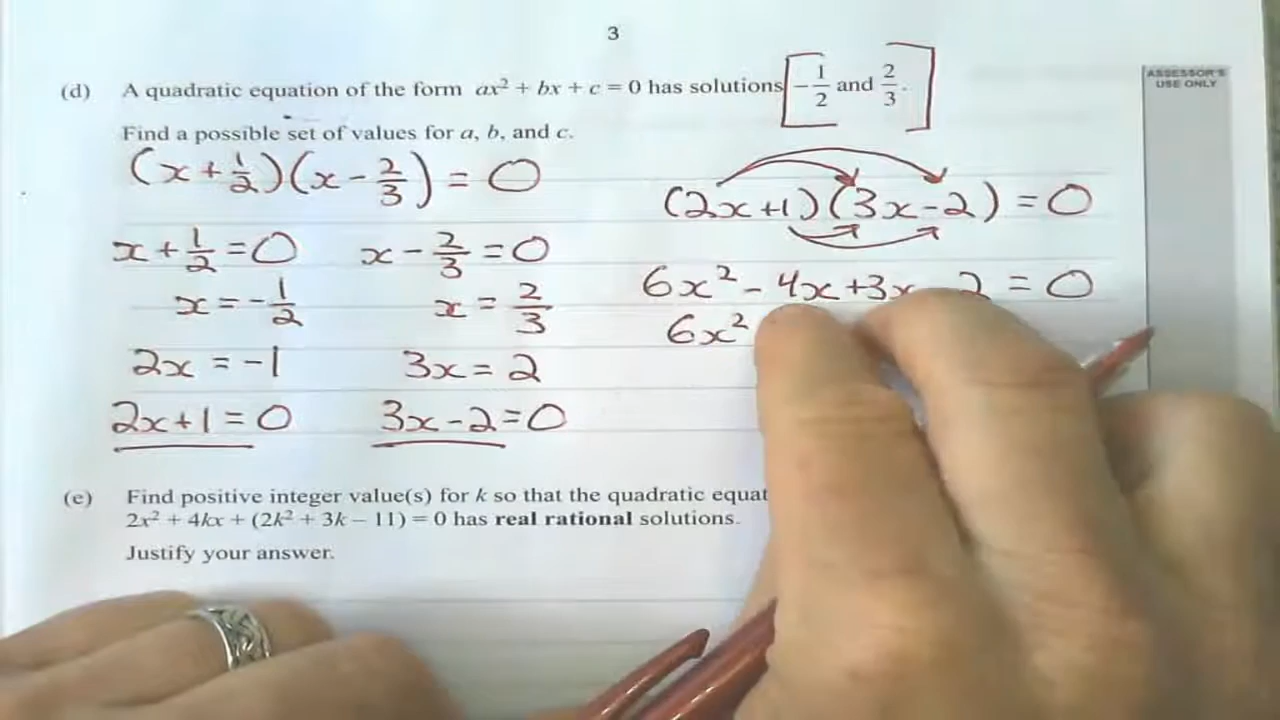 3
(d) A quadratic equation of the form ax² + bx + c = 0 has solutions -1/2 and 2/3.
ASSESSOR'S
USE ONLY
Find a possible set of values for a, b, and c.
(x + 1/2)(x - 2/3) = 0
(2x+1)(3x-2) = 0
x + 1/2 = 0 x - 2/3 = 0
6x² - 4x + 3x - 2 = 0
x = -1/2 x = 2/3
6x²
2x = -1 3x = 2
2x+1 = 0 3x-2 = 0
(e) Find positive integer value(s) for k so that the quadratic
2x² + 4kx + (2k² + 3k – 11) = 0 has real rational solutions.
Justify your answer.